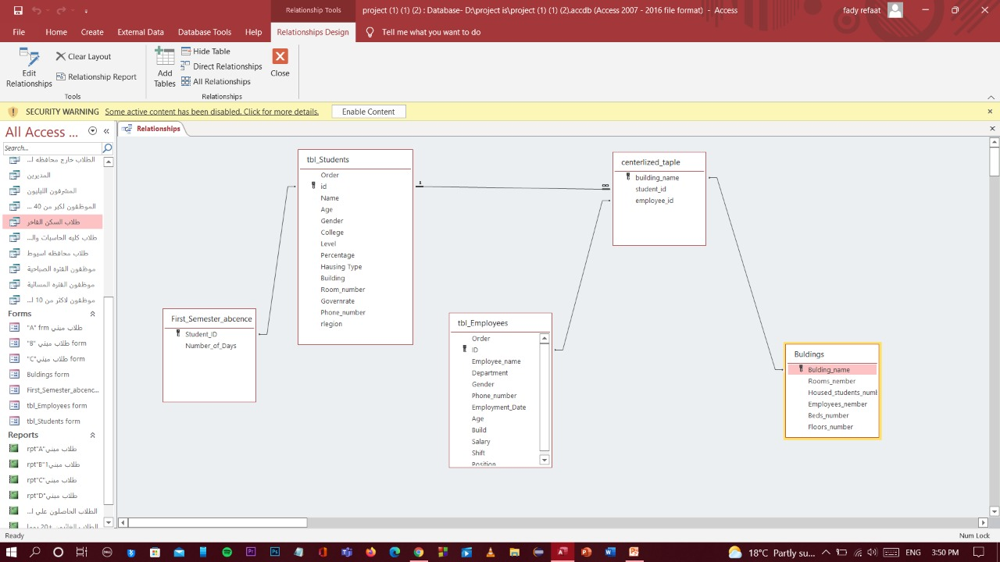 Relationship Tools
project (1) (1) (2) : Database- D:\project is\project (1) (1) (2).accdb (Access 2007 - 2016 file format) - Access
fady refaat
File Home Create External Data Database Tools Help Relationships Design Tell me what you want to do
Edit Relationships
Clear Layout
Relationship Report
Tools
Add Tables
Hide Table
Direct Relationships
All Relationships
Relationships
Close
SECURITY WARNING Some active content has been disabled. Click for more details. Enable Content
All Access ...
Search...
الطلاب خارج محافظه ا...
المديرين
المشرفون الليليون
الموظفون لكبر من 40 ...
طلاب السكن الفاخر
طلاب كليه الحاسبات وال...
طلاب محافظه اسيوط
موظفون الفتره الصباحية
موظفون الفتره المسائية
موظفون لاكثر من 10 ا...
Forms
"A" frm طلاب مبني
"B" طلاب مبني form
"C"طلاب مبني form
Buldings form
First_Semester_abcenc...
tbl_Employees form
tbl_Students form
Reports
rpt"A"طلاب مبني
rpt"B"1طلاب مبني
rpt"C"طلاب مبني
rpt"D"طلاب مبني
الطلاب الحاصلون علي ا...
الطلاب الغائبين +20 يوما
Relationships
tbl_Students
Order
id
Name
Age
Gender
College
Level
Percentage
Hausing Type
Building
Room_number
Governrate
Phone_number
rlegion
1
∞
centerlized_taple
building_name
student_id
employee_id
First_Semester_abcence
Student_ID
Number_of_Days
tbl_Employees
Order
ID
Employee_name
Department
Gender
Phone_number
Employment_Date
Age
Build
Salary
Shift
Position
Buldings
Bulding_name
Rooms_nember
Housed_students_numb
Employees_nember
Beds_number
Floors_number
Ready
Num Lock
18°C Partly su...
ENG
3:50 PM